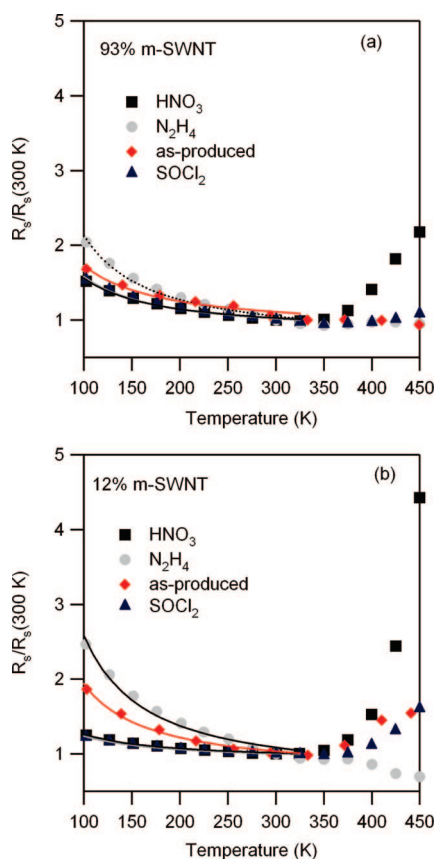 (a)
93% m-SWNT
HNO₃
N₂H₄
as-produced
SOCl₂
Rₛ/Rₛ(300 K)
5
4
3
2
1
0
100 150 200 250 300 350 400 450
Temperature (K)
(b)
12% m-SWNT
HNO₃
N₂H₄
as-produced
SOCl₂
Rₛ/Rₛ(300 K)
5
4
3
2
1
0
100 150 200 250 300 350 400 450
Temperature (K)